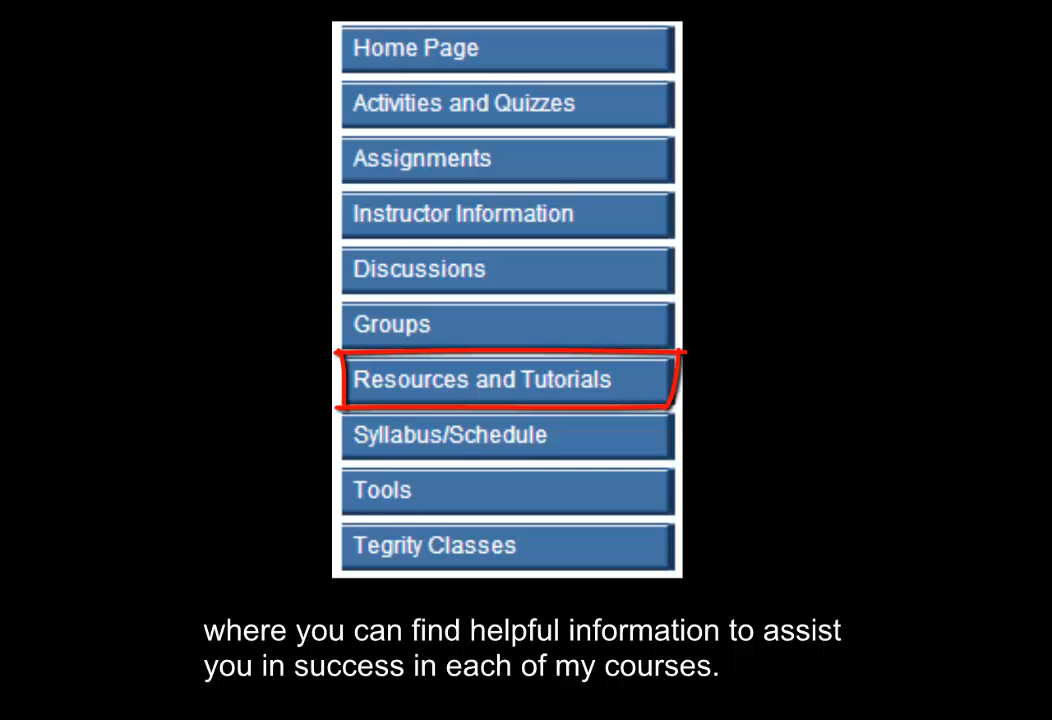 Home Page
Activities and Quizzes
Assignments
Instructor Information
Discussions
Groups
Resources and Tutorials
Syllabus/Schedule
Tools
Tegrity Classes
where you can find helpful information to assist
you in success in each of my courses.